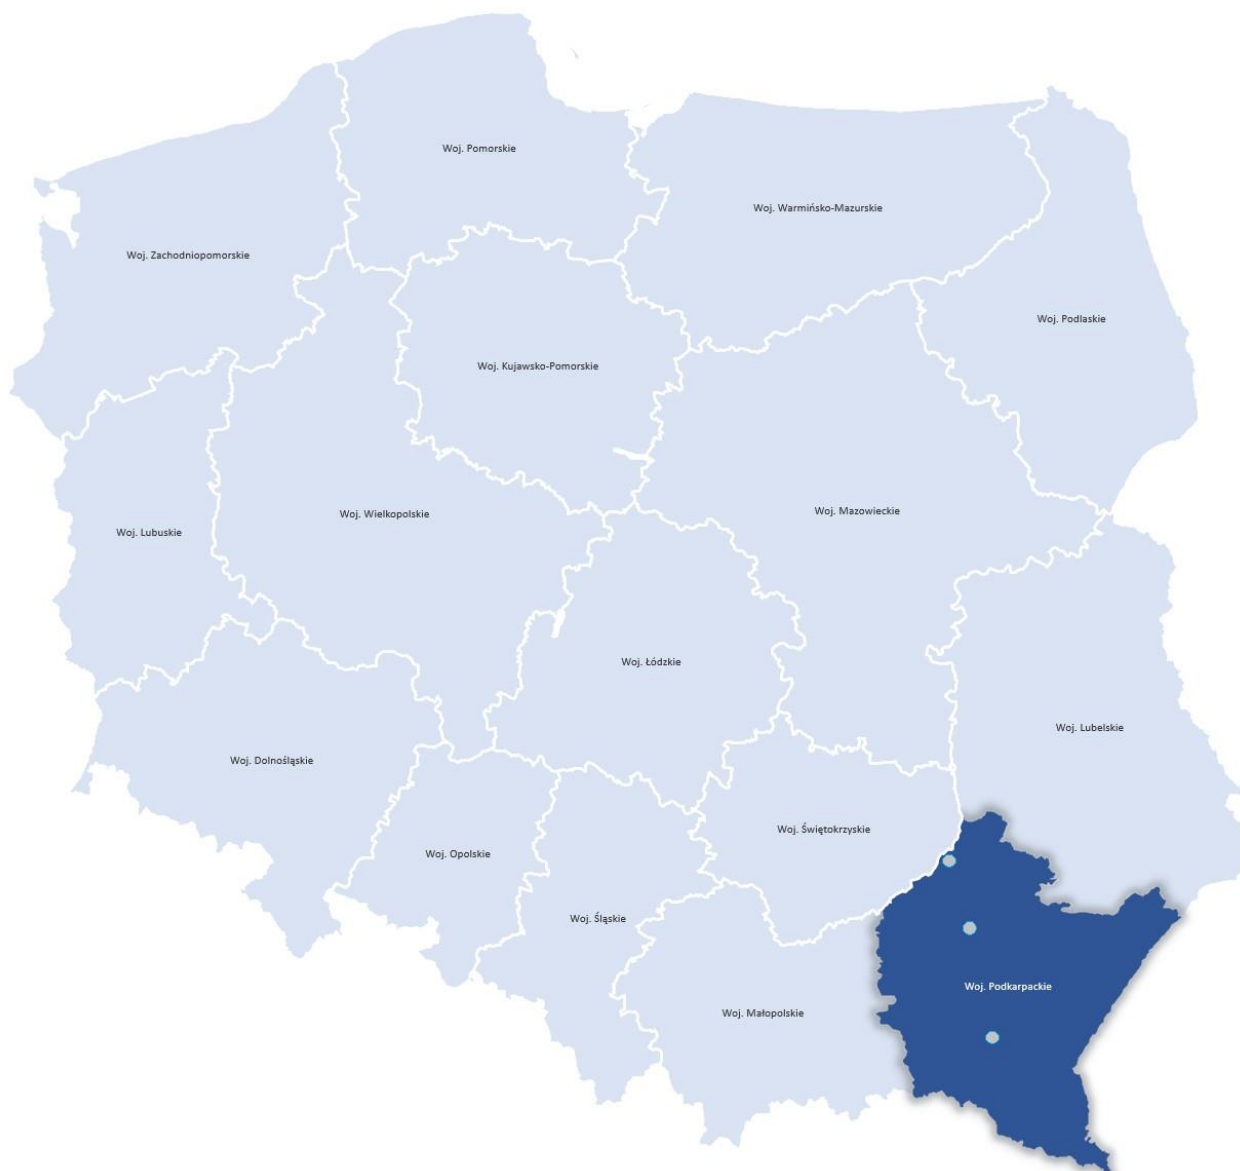 Woj. Pomorskie
Woj. Warmińsko-Mazurskie
Woj. Zachodniopomorskie
Woj. Podlaskie
Woj. Kujawsko-Pomorskie
Woj. Wielkopolskie
Woj. Mazowieckie
Woj. Lubuskie
Woj. Łódzkie
Woj. Lubelskie
Woj. Dolnośląskie
Woj. Świętokrzyskie
Woj. Opolskie
Woj. Śląskie
Woj. Podkarpackie
Woj. Małopolskie